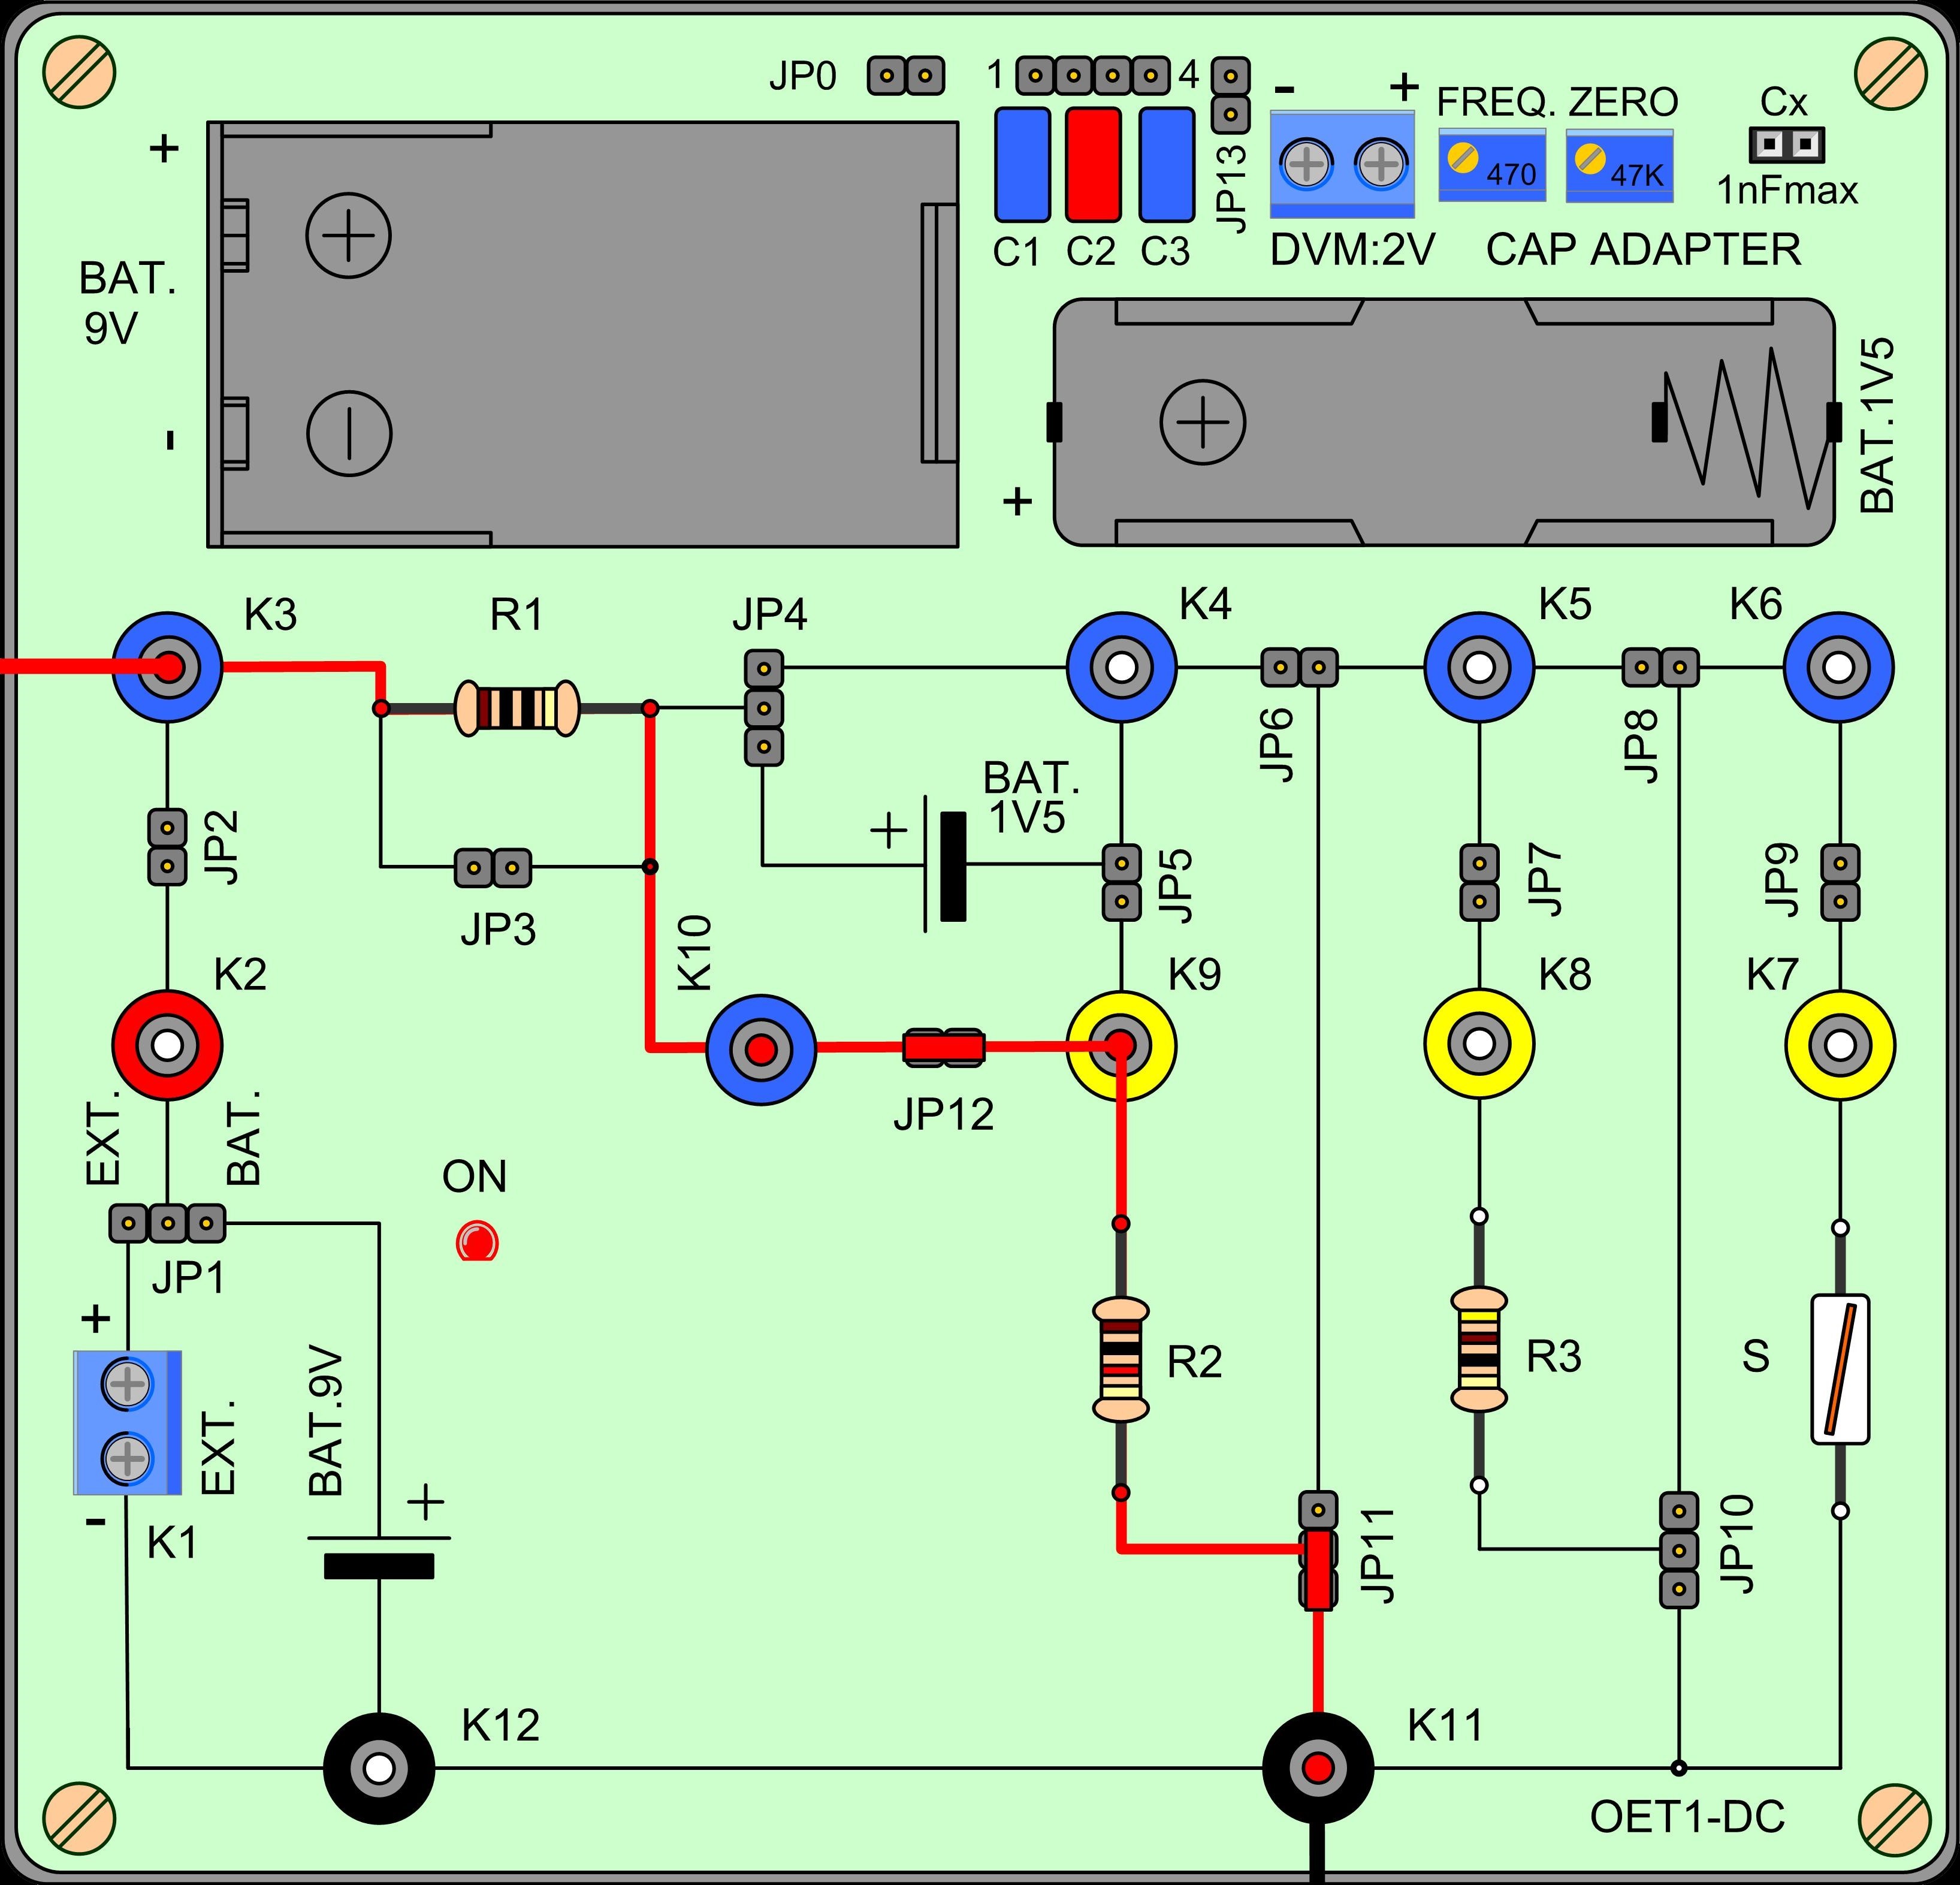 JP0
1
4
JP13
-
+
FREQ.
ZERO
Cx
470
47K
1nFmax
C1
C2
C3
DVM:2V
CAP ADAPTER
+
BAT.
9V
-
+
BAT.1V5
K3
R1
JP4
K4
K5
K6
JP6
JP8
JP2
JP3
BAT.
1V5
+
JP5
JP7
JP9
K2
K10
K9
K8
K7
JP12
EXT.
BAT.
ON
JP1
+
EXT.
BAT.9V
+
-
K1
R2
R3
S
JP11
JP10
K12
K11
OET1-DC